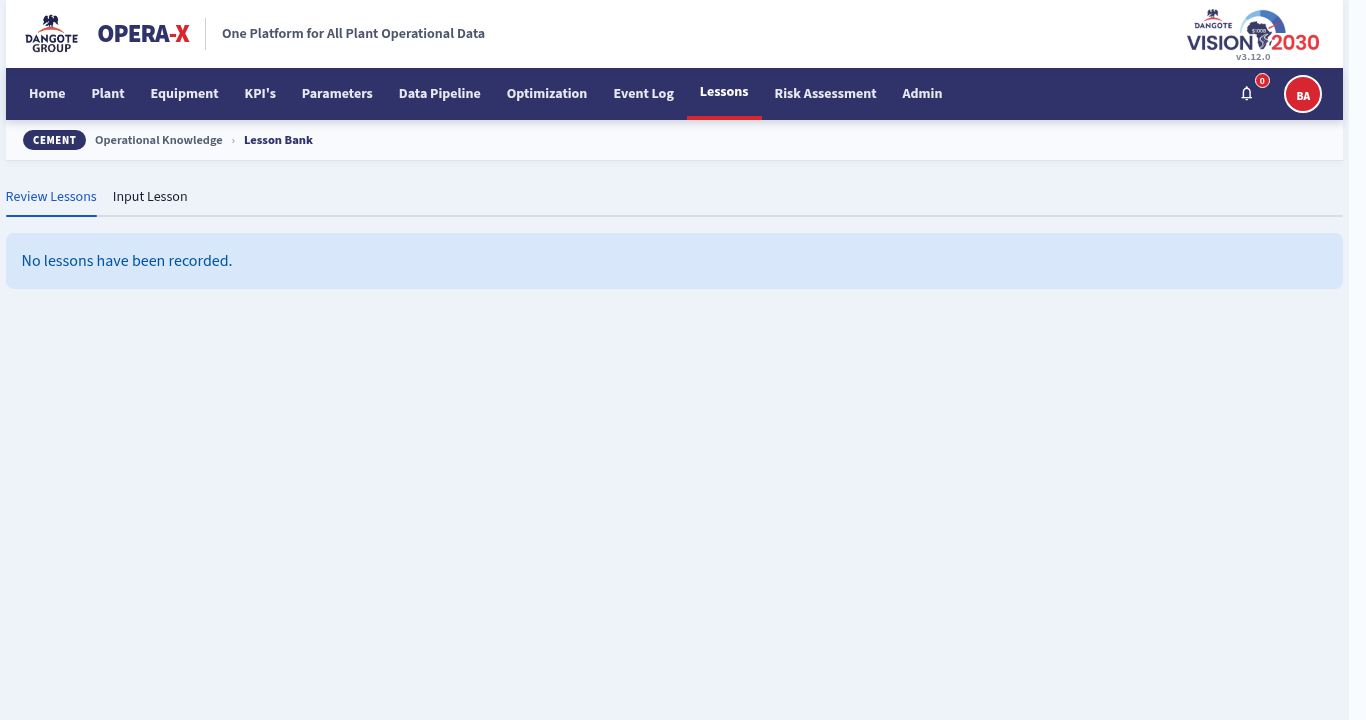 DANGOTE
GROUP
OPERA-X
One Platform for All Plant Operational Data
DANGOTE
$100B
VISION 2030
v3.12.0
Home Plant Equipment KPI's Parameters Data Pipeline Optimization Event Log Lessons Risk Assessment Admin
0
BA
CEMENT Operational Knowledge › Lesson Bank
Review Lessons Input Lesson
No lessons have been recorded.